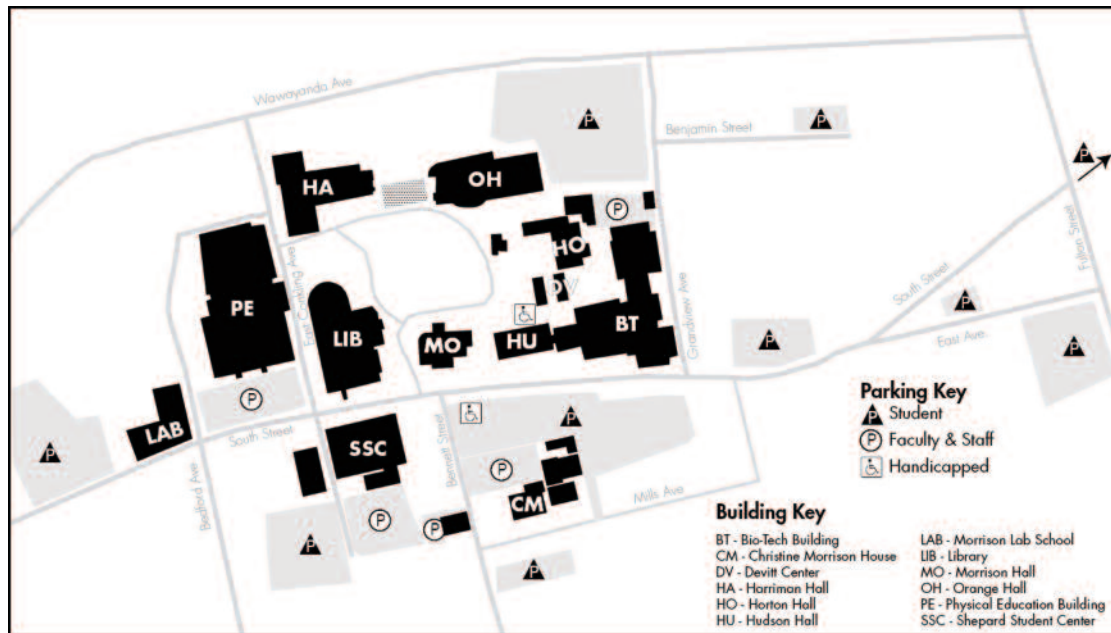 Wawayanda Ave
P
Benjamin Street
P
P
HA
OH
P
HO
Fulton Street
South Street
East Conkling Ave
DV
PE
LIB
MO
HU
BT
Grandview Ave
P
P
East Ave
P
P
LAB
P
South Street
SSC
Bennett Street
P
P
CM
Mills Ave
Bedford Ave
P
P
P
P
Parking Key
P Student
P Faculty & Staff
Handicapped
Building Key
BT - Bio-Tech Building
CM - Christine Morrison House
DV - Devitt Center
HA - Harriman Hall
HO - Horton Hall
HU - Hudson Hall
LAB - Morrison Lab School
LIB - Library
MO - Morrison Hall
OH - Orange Hall
PE - Physical Education Building
SSC - Shepard Student Center